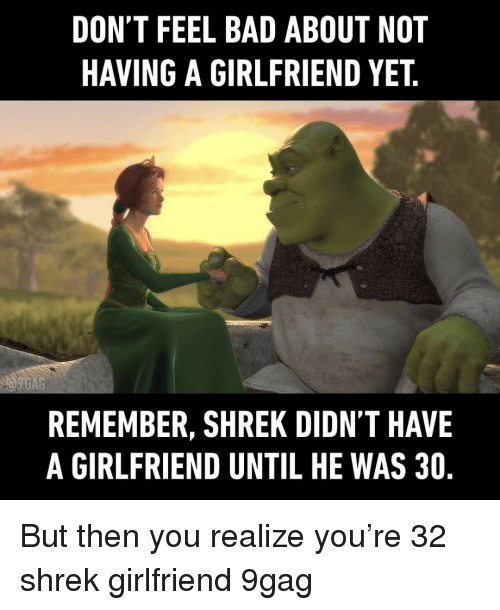 DON'T FEEL BAD ABOUT NOT
HAVING A GIRLFRIEND YET.
@9GAG
REMEMBER, SHREK DIDN'T HAVE
A GIRLFRIEND UNTIL HE WAS 30.
But then you realize you’re 32
shrek girlfriend 9gag